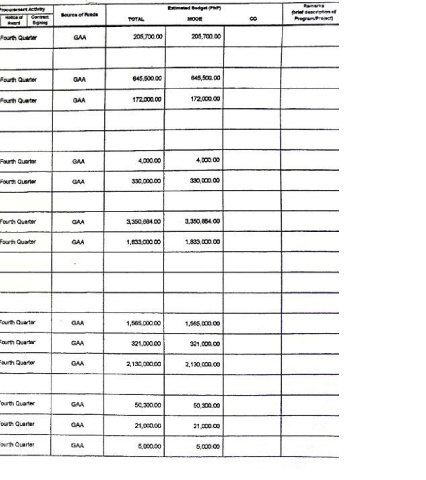 Procurement Activity Source of Funds Estimated Budget (PhP) Remarks (brief description of Program/Project)
Notice of Award Contract Signing TOTAL MOOE CO
Fourth Quarter GAA 205,700.00 205,700.00
Fourth Quarter GAA 645,500.00 645,500.00
Fourth Quarter GAA 172,000.00 172,000.00
Fourth Quarter GAA 4,000.00 4,000.00
Fourth Quarter GAA 330,000.00 330,000.00
Fourth Quarter GAA 3,350,864.00 3,350,864.00
Fourth Quarter GAA 1,833,000.00 1,833,000.00
Fourth Quarter GAA 1,565,000.00 1,565,000.00
Fourth Quarter GAA 321,000.00 321,000.00
Fourth Quarter GAA 2,130,000.00 2,130,000.00
Fourth Quarter GAA 50,300.00 50,300.00
Fourth Quarter GAA 21,000.00 21,000.00
Fourth Quarter GAA 5,000.00 5,000.00